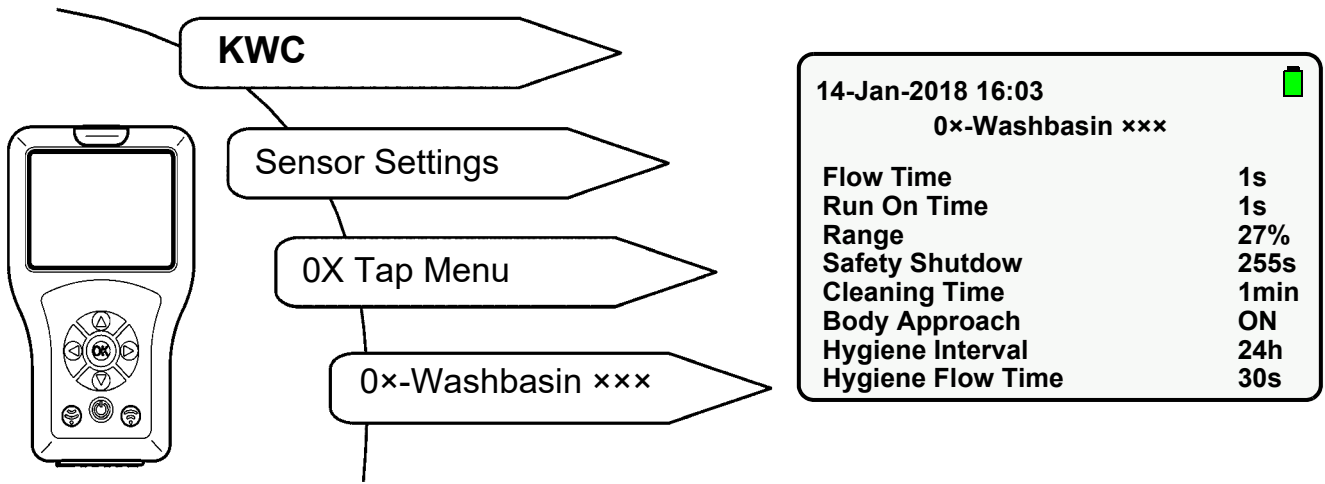 KWC
Sensor Settings
0X Tap Menu
0×-Washbasin ×××
OK
14-Jan-2018 16:03
0×-Washbasin ×××
Flow Time 1s
Run On Time 1s
Range 27%
Safety Shutdow 255s
Cleaning Time 1min
Body Approach ON
Hygiene Interval 24h
Hygiene Flow Time 30s